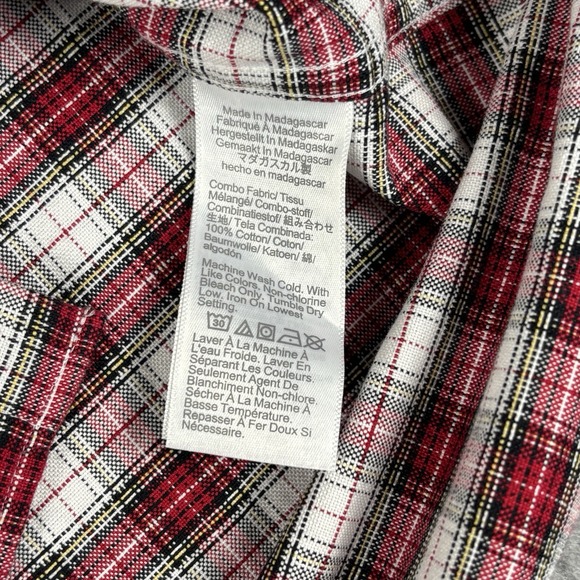 Made In Madagascar
Fabriqué À Madagascar
Hergestellt In Madagaskar
Gemaakt In Madagascar
マダガスカル製
hecho en madagascar
Combo Fabric/ Tissu
Mélangé/ Combo-stoff/
Combinatiestof/ 組み合わせ
生地/ Tela Combinada:
100% Cotton/ Coton/
Baumwolle/ Katoen/ 綿/
algodón
Machine Wash Cold. With
Like Colors. Non-chlorine
Bleach Only. Tumble Dry
Low. Iron On Lowest
Setting.
30
Laver À La Machine À
L'eau Froide. Laver En
Séparant Les Couleurs.
Seulement Agent De
Blanchiment Non-chlore.
Sécher À La Machine À
Basse Température.
Repasser À Fer Doux Si
Nécessaire.